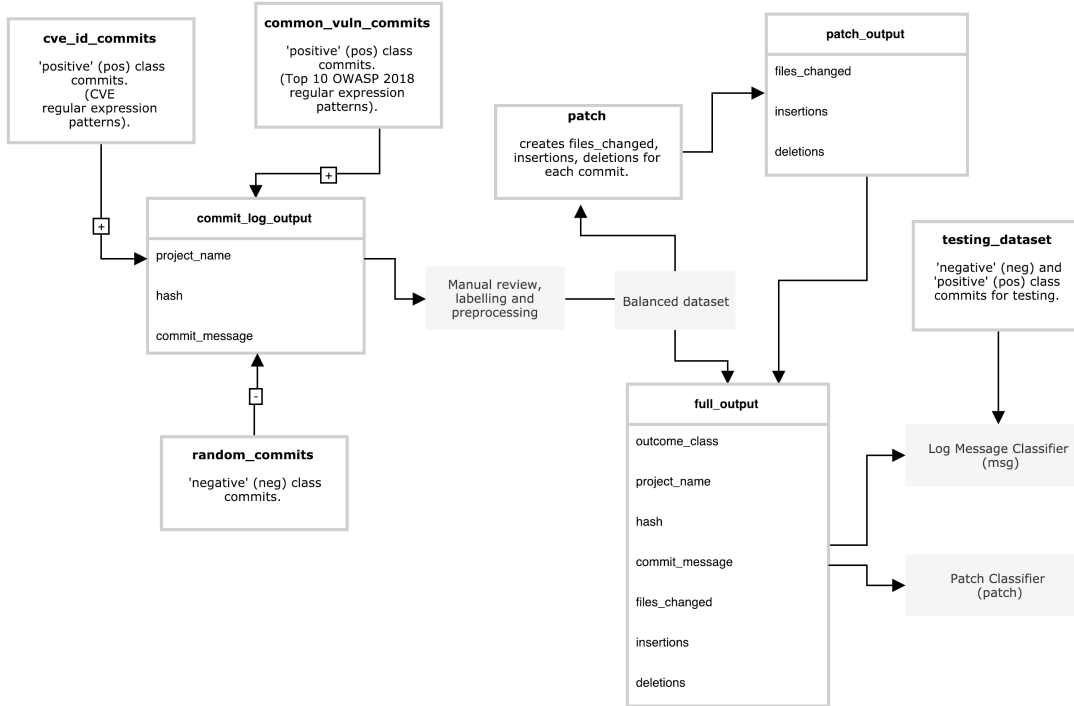 cve_id_commits
'positive' (pos) class
commits.
(CVE
regular expression
patterns).
common_vuln_commits
'positive' (pos) class
commits.
(Top 10 OWASP 2018
regular expression
patterns).
patch_output
files_changed
insertions
deletions
patch
creates files_changed,
insertions, deletions for
each commit.
+
+
commit_log_output
project_name
hash
commit_message
Manual review,
labelling and
preprocessing
Balanced dataset
testing_dataset
'negative' (neg) and
'positive' (pos) class
commits for testing.
-
random_commits
'negative' (neg) class
commits.
full_output
outcome_class
project_name
hash
commit_message
files_changed
insertions
deletions
Log Message Classifier
(msg)
Patch Classifier
(patch)